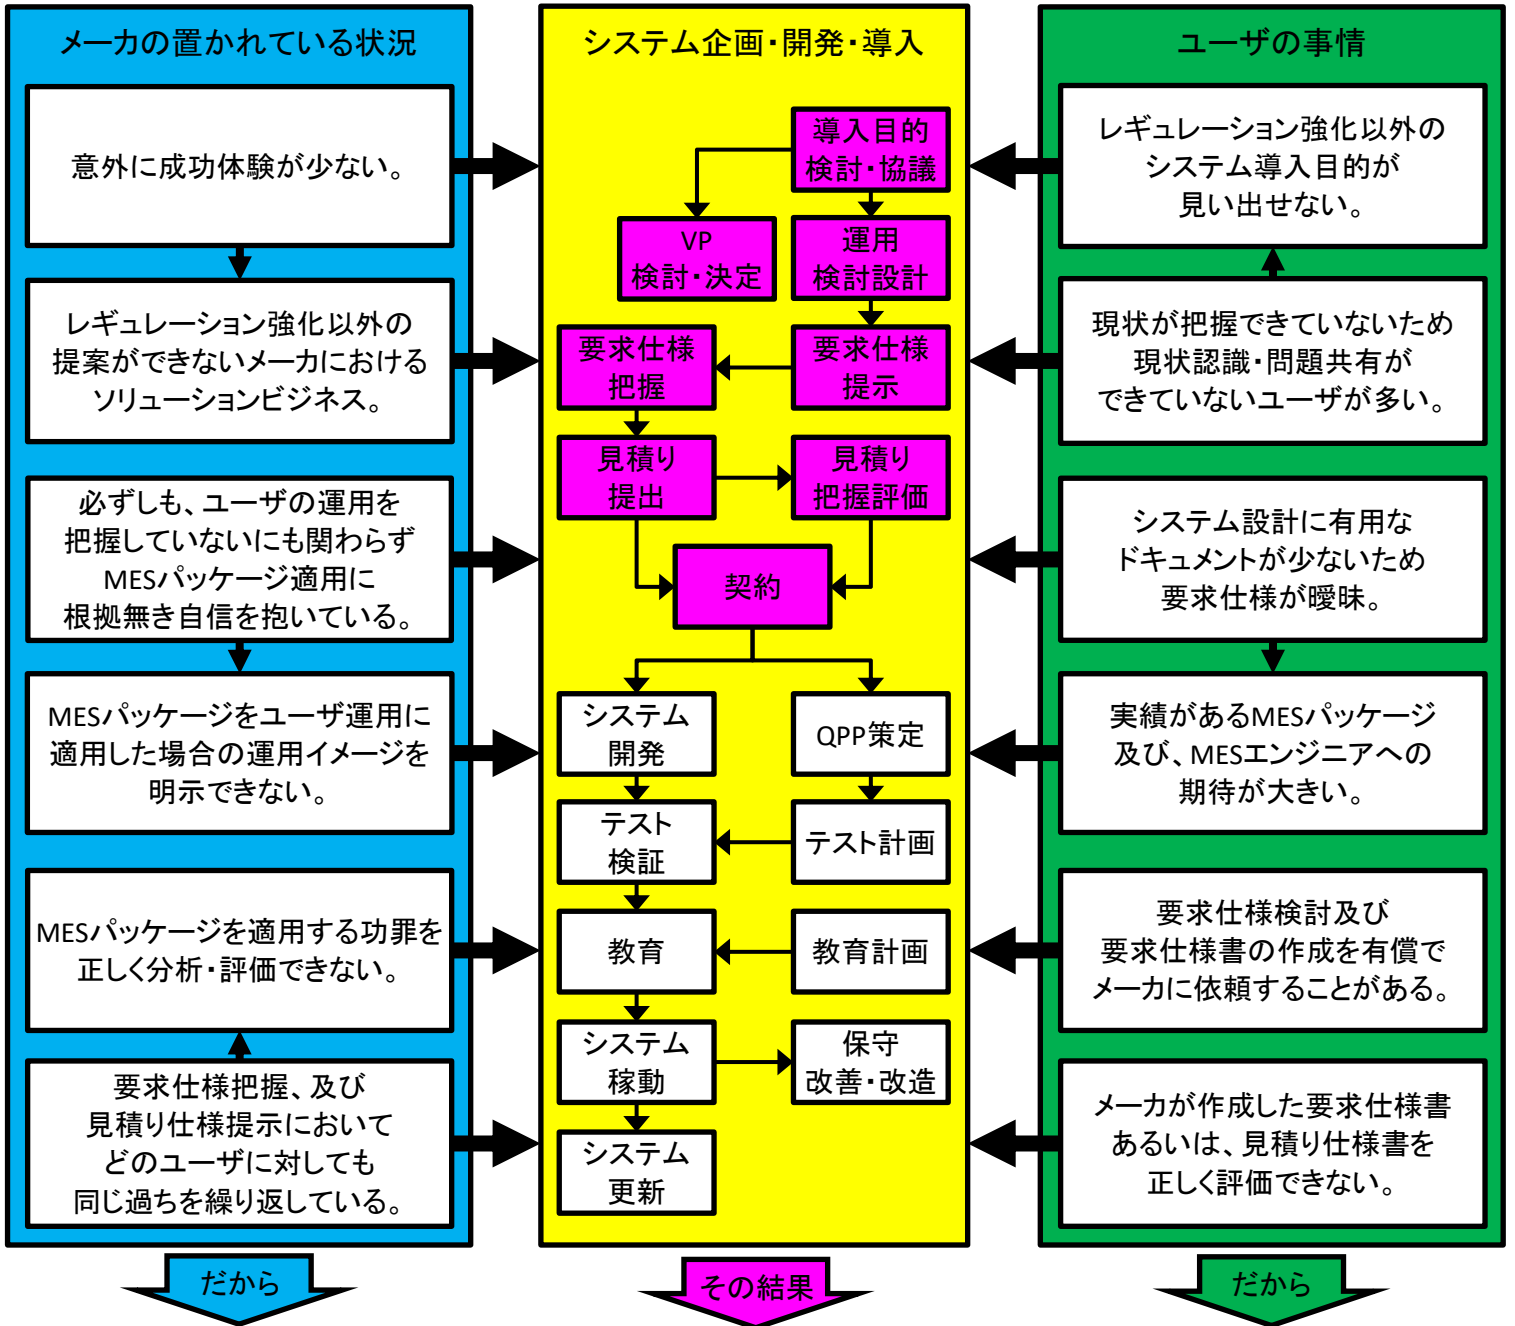 メーカの置かれている状況
意外に成功体験が少ない。
レギュレーション強化以外の
提案ができないメーカにおける
ソリューションビジネス。
必ずしも、ユーザの運用を
把握していないにも関わらず
MESパッケージ適用に
根拠無き自信を抱いている。
MESパッケージをユーザ運用に
適用した場合の運用イメージを
明示できない。
MESパッケージを適用する功罪を
正しく分析・評価できない。
要求仕様把握、及び
見積り仕様提示において
どのユーザに対しても
同じ過ちを繰り返している。
だから
システム企画・開発・導入
導入目的
検討・協議
VP
検討・決定
運用
検討設計
要求仕様
把握
要求仕様
提示
見積り
提出
見積り
把握評価
契約
システム
開発
QPP策定
テスト
検証
テスト計画
教育
教育計画
システム
稼動
保守
改善・改造
システム
更新
その結果
ユーザの事情
レギュレーション強化以外の
システム導入目的が
見い出せない。
現状が把握できていないため
現状認識・問題共有が
できていないユーザが多い。
システム設計に有用な
ドキュメントが少ないため
要求仕様が曖昧。
実績があるMESパッケージ
及び、MESエンジニアへの
期待が大きい。
要求仕様検討及び
要求仕様書の作成を有償で
メーカに依頼することがある。
メーカが作成した要求仕様書
あるいは、見積り仕様書を
正しく評価できない。
だから